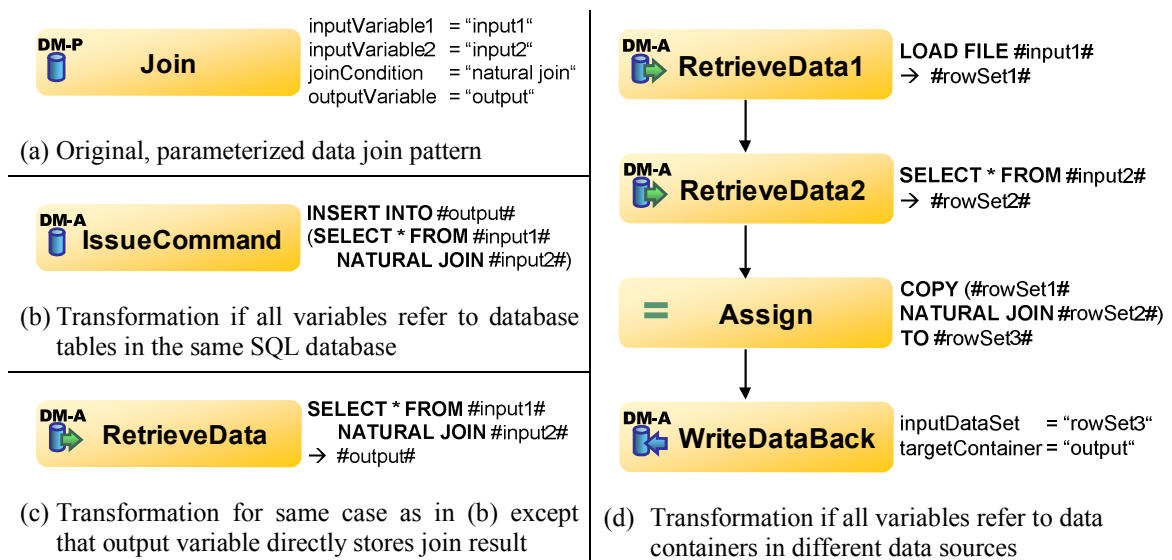 DM-P
Join
inputVariable1 = “input1“
inputVariable2 = “input2“
joinCondition = “natural join“
outputVariable = “output“
(a) Original, parameterized data join pattern
DM-A
IssueCommand
INSERT INTO #output#
(SELECT * FROM #input1#
NATURAL JOIN #input2#)
(b) Transformation if all variables refer to database
tables in the same SQL database
DM-A
RetrieveData
SELECT * FROM #input1#
NATURAL JOIN #input2#
→ #output#
(c) Transformation for same case as in (b) except
that output variable directly stores join result
DM-A
RetrieveData1
LOAD FILE #input1#
→ #rowSet1#
DM-A
RetrieveData2
SELECT * FROM #input2#
→ #rowSet2#
=
Assign
COPY (#rowSet1#
NATURAL JOIN #rowSet2#)
TO #rowSet3#
DM-A
WriteDataBack
inputDataSet = “rowSet3“
targetContainer = “output“
(d) Transformation if all variables refer to data
containers in different data sources